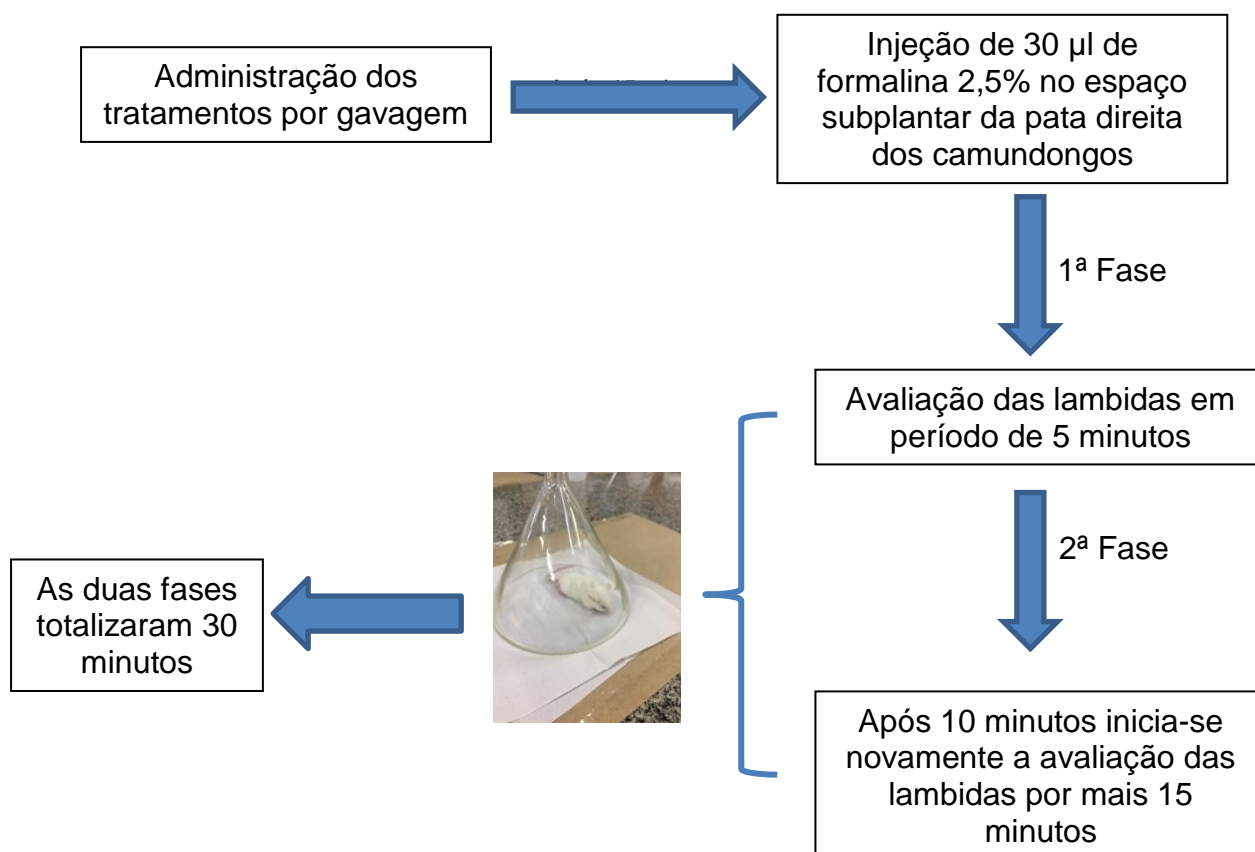 Administração dos
tratamentos por gavagem
Injeção de 30 µl de
formalina 2,5% no espaço
subplantar da pata direita
dos camundongos
1ª Fase
Avaliação das lambidas em
período de 5 minutos
2ª Fase
As duas fases
totalizaram 30
minutos
Após 10 minutos inicia-se
novamente a avaliação das
lambidas por mais 15
minutos